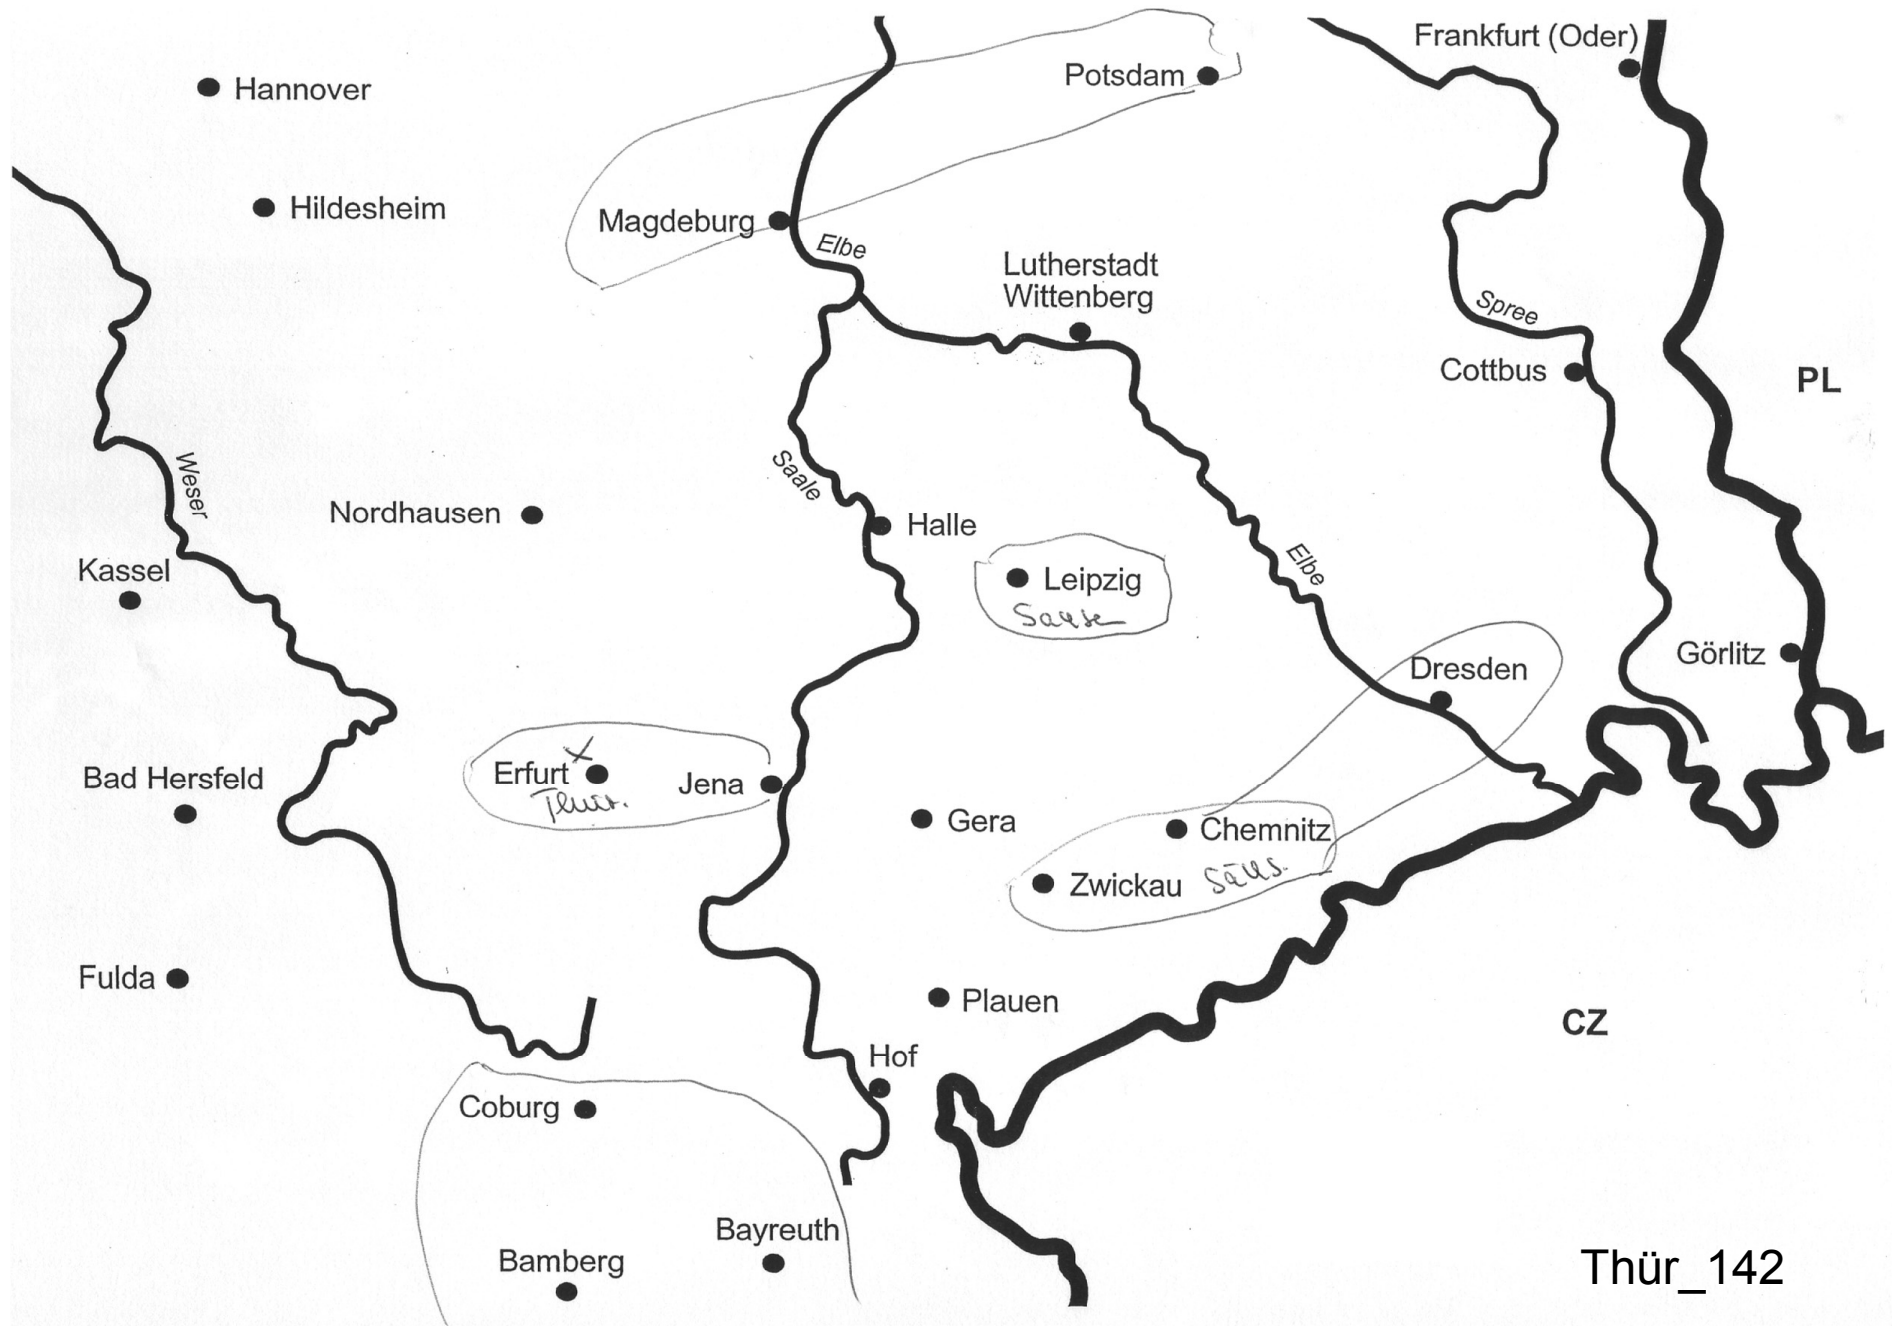 Frankfurt (Oder)
Potsdam
Hannover
Hildesheim
Magdeburg
Elbe
Lutherstadt
Wittenberg
Spree
Cottbus
PL
Weser
Saale
Nordhausen
Halle
Kassel
Leipzig
Elbe
Görlitz
Dresden
Erfurt
Thür.
Jena
Bad Hersfeld
Gera
Chemnitz
Zwickau
Sächs.
Fulda
Plauen
CZ
Hof
Coburg
Bayreuth
Bamberg
Thür_142